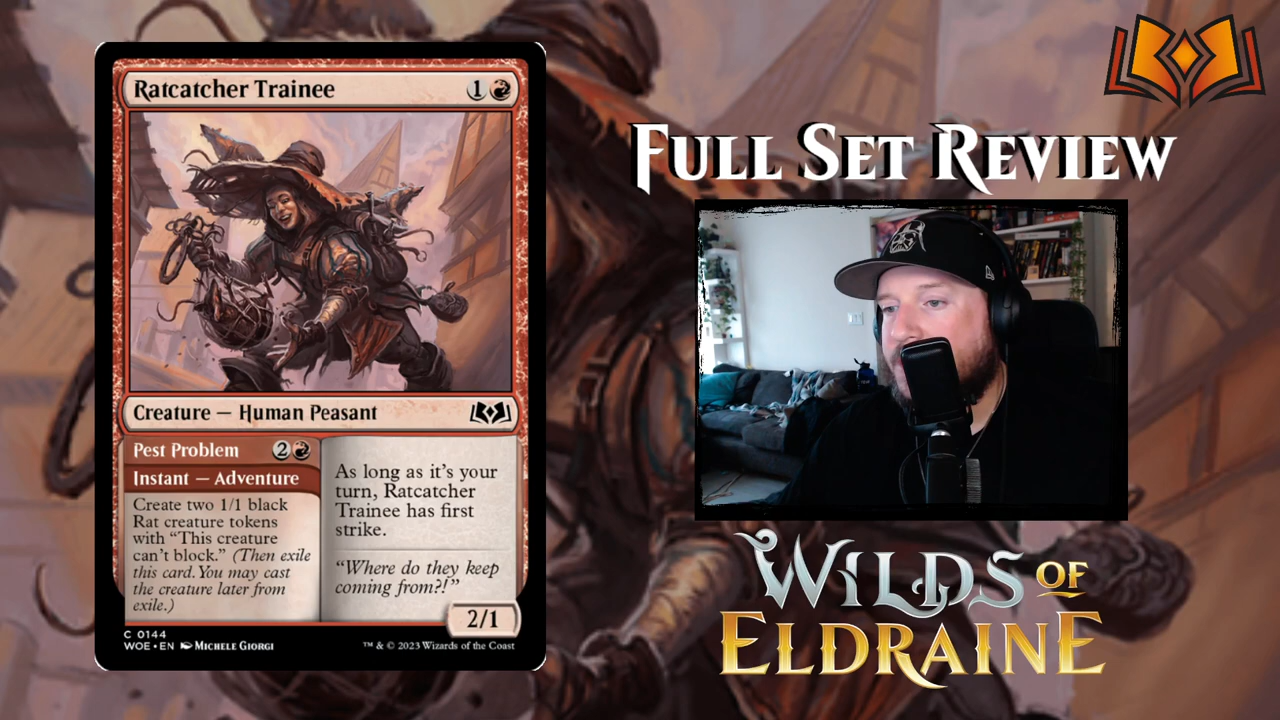 Ratcatcher Trainee 1
Creature — Human Peasant
Pest Problem 2
Instant — Adventure
Create two 1/1 black
Rat creature tokens
with “This creature
can’t block.” (Then exile
this card. You may cast
the creature later from
exile.)
As long as it’s your
turn, Ratcatcher
Trainee has first
strike.
“Where do they keep
coming from?!”
2/1
C 0144
WOE • EN MICHELE GIORGI
™ & © 2023 Wizards of the Coast
FULL SET REVIEW
WILDS OF
ELDRAINE